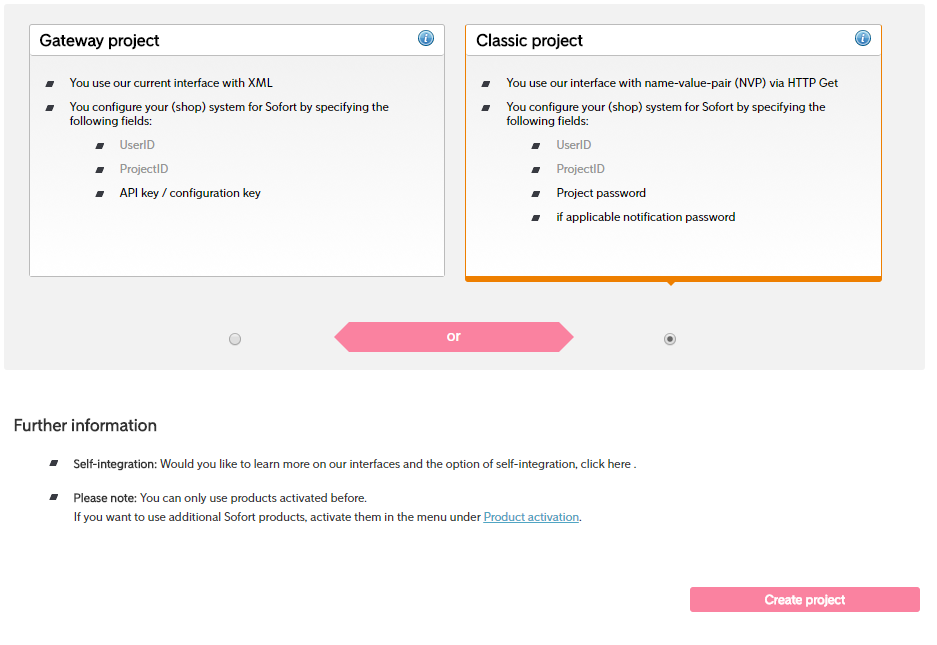 Gateway project
You use our current interface with XML
You configure your (shop) system for Sofort by specifying the
following fields:
UserID
ProjectID
API key / configuration key
Classic project
You use our interface with name-value-pair (NVP) via HTTP Get
You configure your (shop) system for Sofort by specifying the
following fields:
UserID
ProjectID
Project password
if applicable notification password
or
Further information
Self-integration: Would you like to learn more on our interfaces and the option of self-integration, click here .
Please note: You can only use products activated before.
If you want to use additional Sofort products, activate them in the menu under Product activation.
Create project